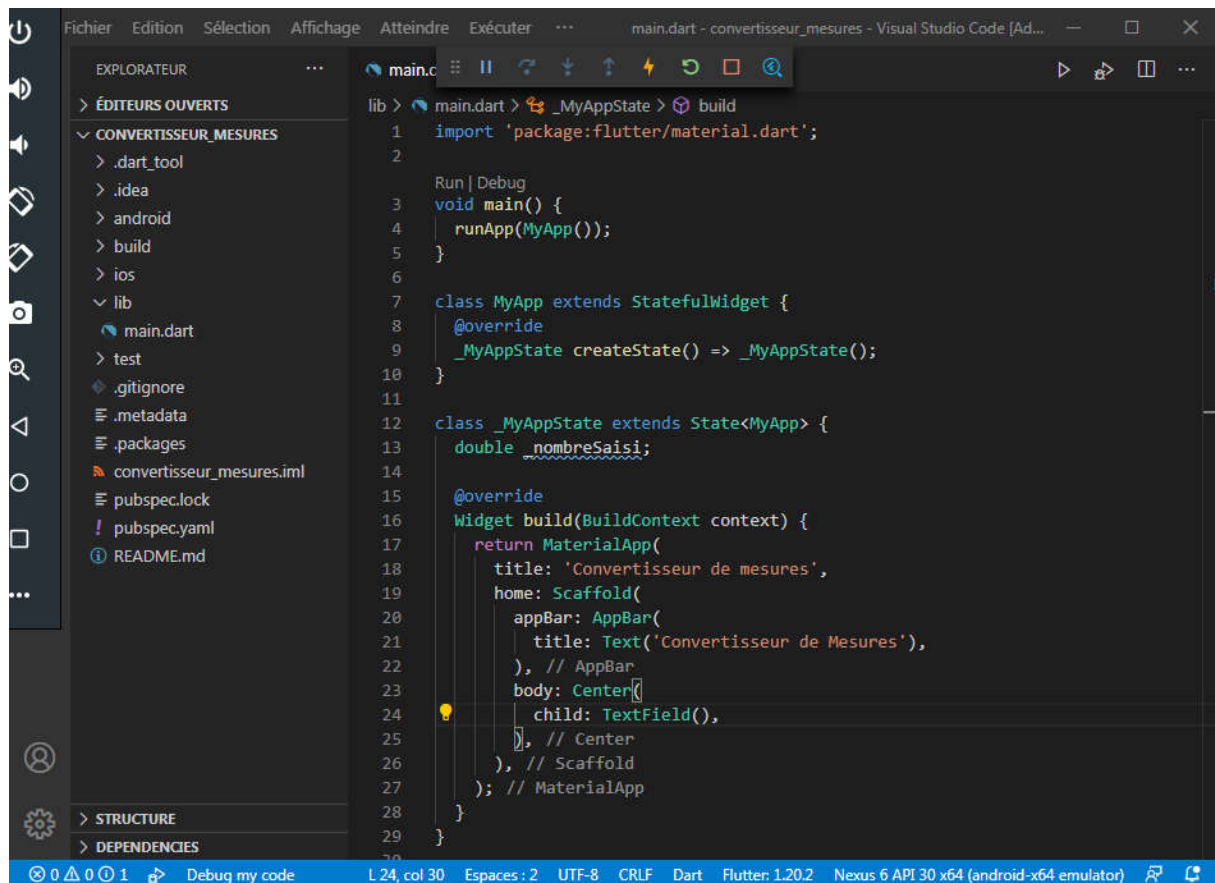 Fichier Edition Sélection Affichage Atteindre Exécuter ··· main.dart - convertisseur_mesures - Visual Studio Code [Ad...
EXPLORATEUR ···
main.d
> ÉDITEURS OUVERTS
lib > main.dart > _MyAppState > build
CONVERTISSEUR_MESURES
> .dart_tool
> .idea
> android
> build
> ios
lib
main.dart
> test
.gitignore
.metadata
.packages
convertisseur_mesures.iml
pubspec.lock
! pubspec.yaml
README.md
> STRUCTURE
> DEPENDENCIES
1 import 'package:flutter/material.dart';
2
Run | Debug
3 void main() {
4 runApp(MyApp());
5 }
6
7 class MyApp extends StatefulWidget {
8 @override
9 _MyAppState createState() => _MyAppState();
10 }
11
12 class _MyAppState extends State<MyApp> {
13 double _nombreSaisi;
14
15 @override
16 Widget build(BuildContext context) {
17 return MaterialApp(
18 title: 'Convertisseur de mesures',
19 home: Scaffold(
20 appBar: AppBar(
21 title: Text('Convertisseur de Mesures'),
22 ), // AppBar
23 body: Center(
24 child: TextField(),
25 ), // Center
26 ), // Scaffold
27 ); // MaterialApp
28 }
29 }
0 0 1 Debug my code L 24, col 30 Espaces : 2 UTF-8 CRLF Dart Flutter: 1.20.2 Nexus 6 API 30 x64 (android-x64 emulator)